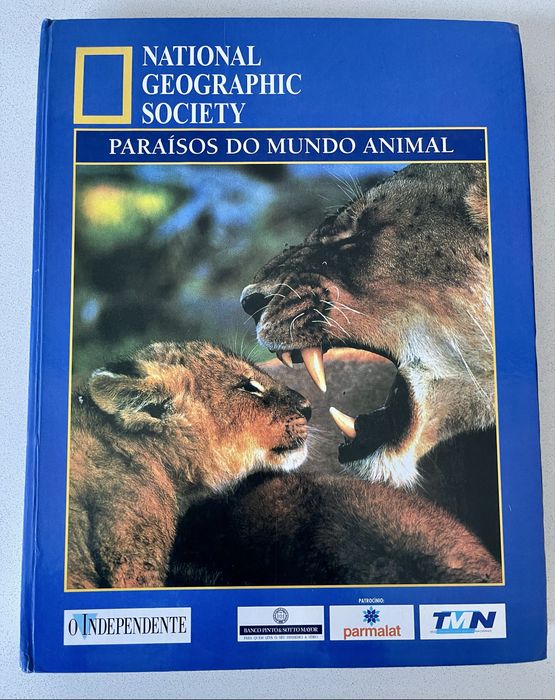 NATIONAL
GEOGRAPHIC
SOCIETY
PARAÍSOS DO MUNDO ANIMAL
PATROCÍNIO:
O INDEPENDENTE
BANCO PINTO & SOTTO MAYOR
parmalat
TMN